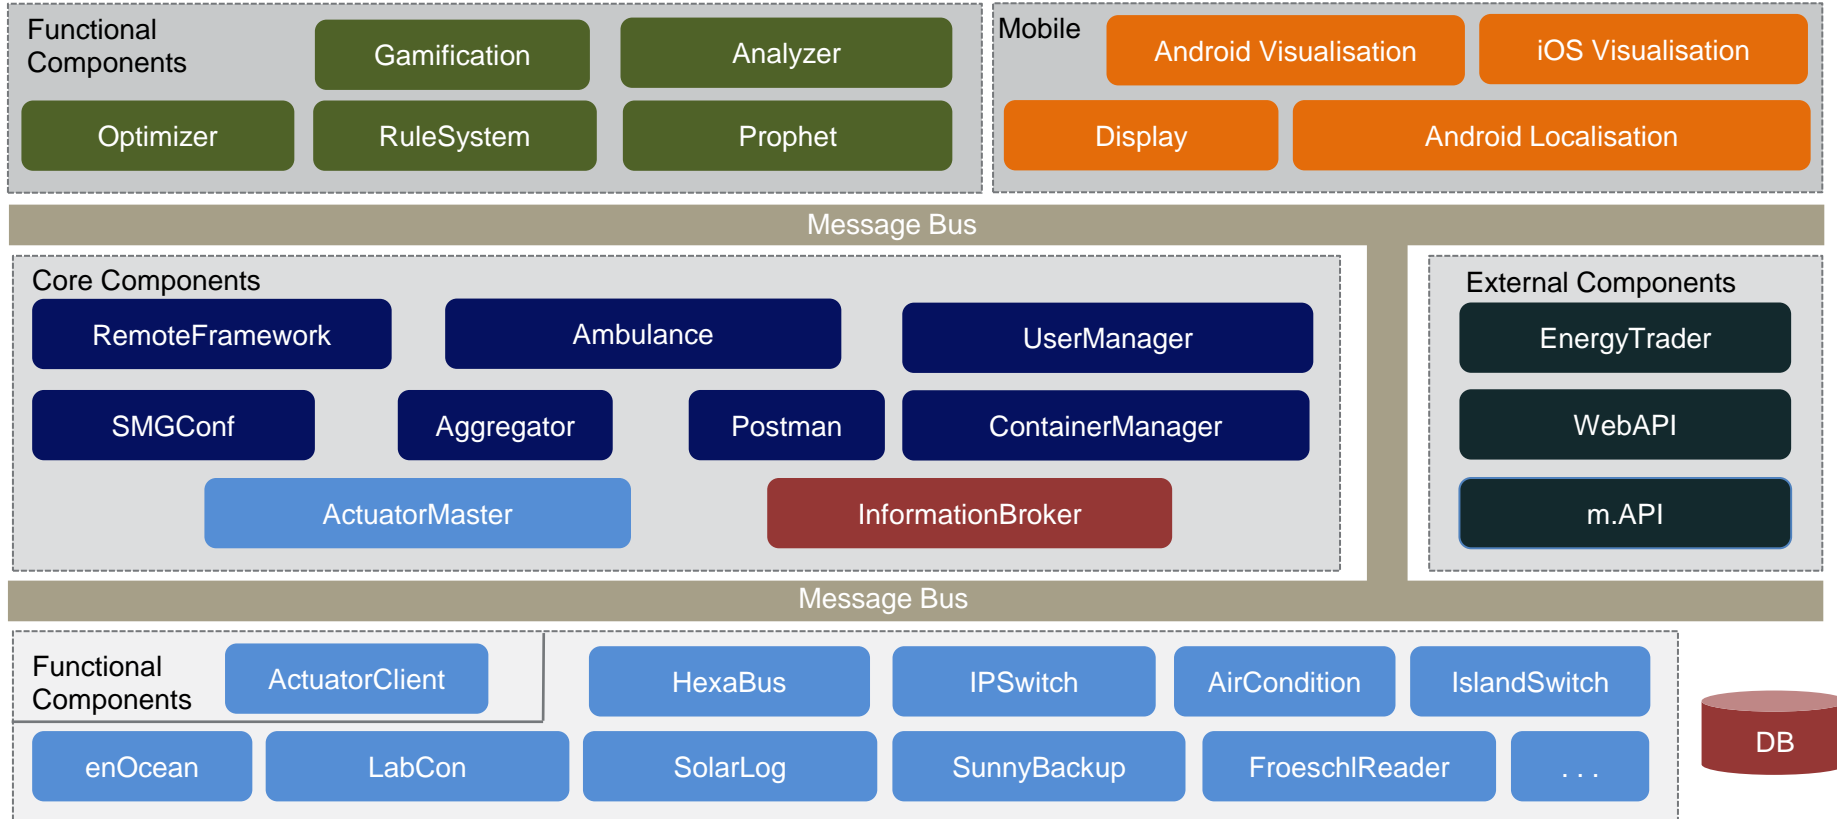 Functional
Components
Gamification
Analyzer
Optimizer
RuleSystem
Prophet
Mobile
Android Visualisation
iOS Visualisation
Display
Android Localisation
Message Bus
Core Components
RemoteFramework
Ambulance
UserManager
SMGConf
Aggregator
Postman
ContainerManager
ActuatorMaster
InformationBroker
External Components
EnergyTrader
WebAPI
m.API
Message Bus
Functional
Components
ActuatorClient
HexaBus
IPSwitch
AirCondition
IslandSwitch
enOcean
LabCon
SolarLog
SunnyBackup
FroeschlReader
. . .
DB